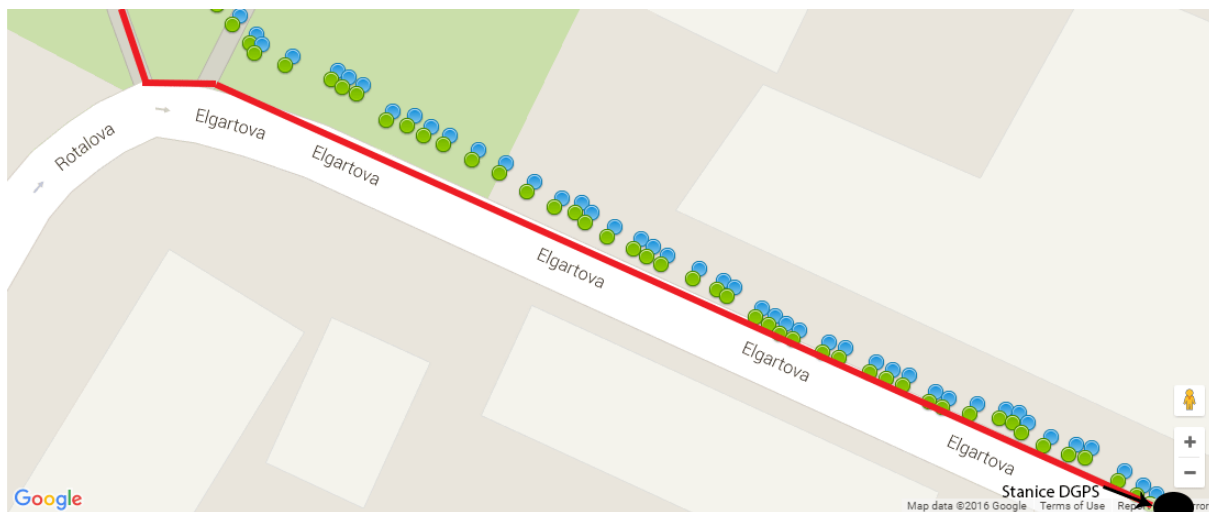 Rotalova
Elgartova
Elgartova
Elgartova
Elgartova
Elgartova
Stanice DGPS
+
−
Google
Map data ©2016 Google Terms of Use